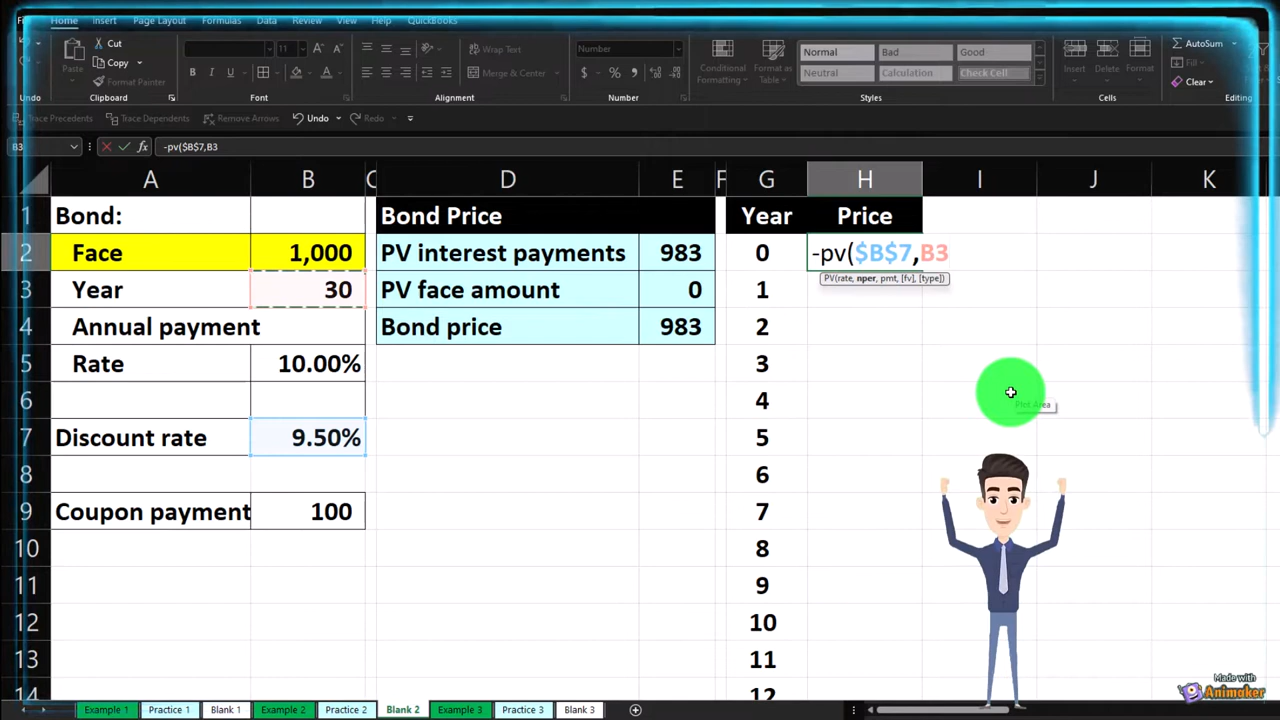 Fi Home Insert Page Layout Formulas Data Review View Help QuickBooks
Cut
Copy
Format Painter
Paste
11
Wrap Text
Merge & Center
Number
Conditional Formatting
Format as Table
Normal Bad Good
Neutral Calculation Check Cell
Insert Delete Format
AutoSum
Fill
Clear
Undo Clipboard Font Alignment Number Styles Cells Editing
Trace Precedents Trace Dependents Remove Arrows Undo Redo
B3 fx -pv($B$7,B3
A B C D E F G H I J K
1 Bond: Bond Price Year Price
2 Face 1,000 PV interest payments 983 0 -pv($B$7,B3
PV(rate, nper, pmt, [fv], [type])
3 Year 30 PV face amount 0 1
4 Annual payment Bond price 983 2
5 Rate 10.00% 3
6 4
Plot Area
7 Discount rate 9.50% 5
8 6
9 Coupon payment 100 7
10 8
11 9
12 10
13 11
14 12
Made with
Animaker
Example 1 Practice 1 Blank 1 Example 2 Practice 2 Blank 2 Example 3 Practice 3 Blank 3